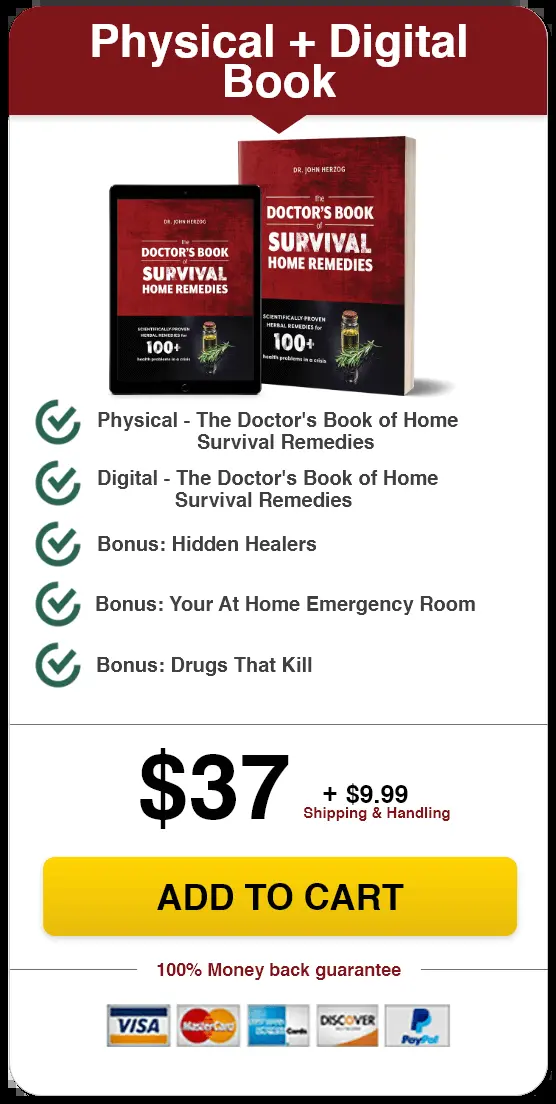 Physical + Digital
Book
DR. JOHN HERZOG
the
DOCTOR'S BOOK
of
SURVIVAL
HOME REMEDIES
SCIENTIFICALLY-PROVEN
HERBAL REMEDIES for
100+
health problems in a crisis
DR. JOHN HERZOG
the
DOCTOR'S BOOK
of
SURVIVAL
HOME REMEDIES
SCIENTIFICALLY-PROVEN
HERBAL REMEDIES for
100+
health problems in a crisis
Physical - The Doctor's Book of Home
Survival Remedies
Digital - The Doctor's Book of Home
Survival Remedies
Bonus: Hidden Healers
Bonus: Your At Home Emergency Room
Bonus: Drugs That Kill
$37
+ $9.99
Shipping & Handling
ADD TO CART
100% Money back guarantee
VISA
MasterCard
Cards
DISCOVER
PayPal